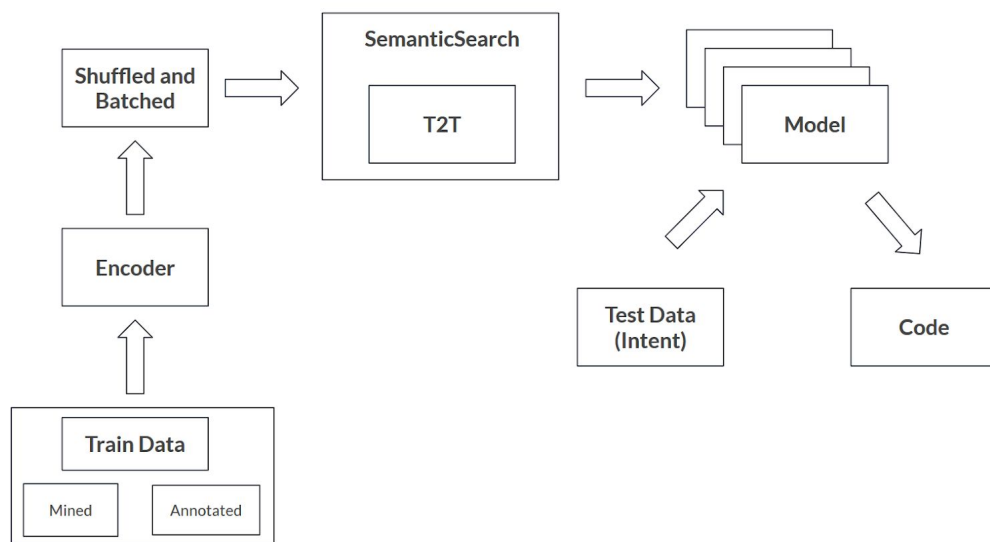 SemanticSearch
Shuffled and
Batched
T2T
Model
Encoder
Test Data
(Intent)
Code
Train Data
Mined
Annotated